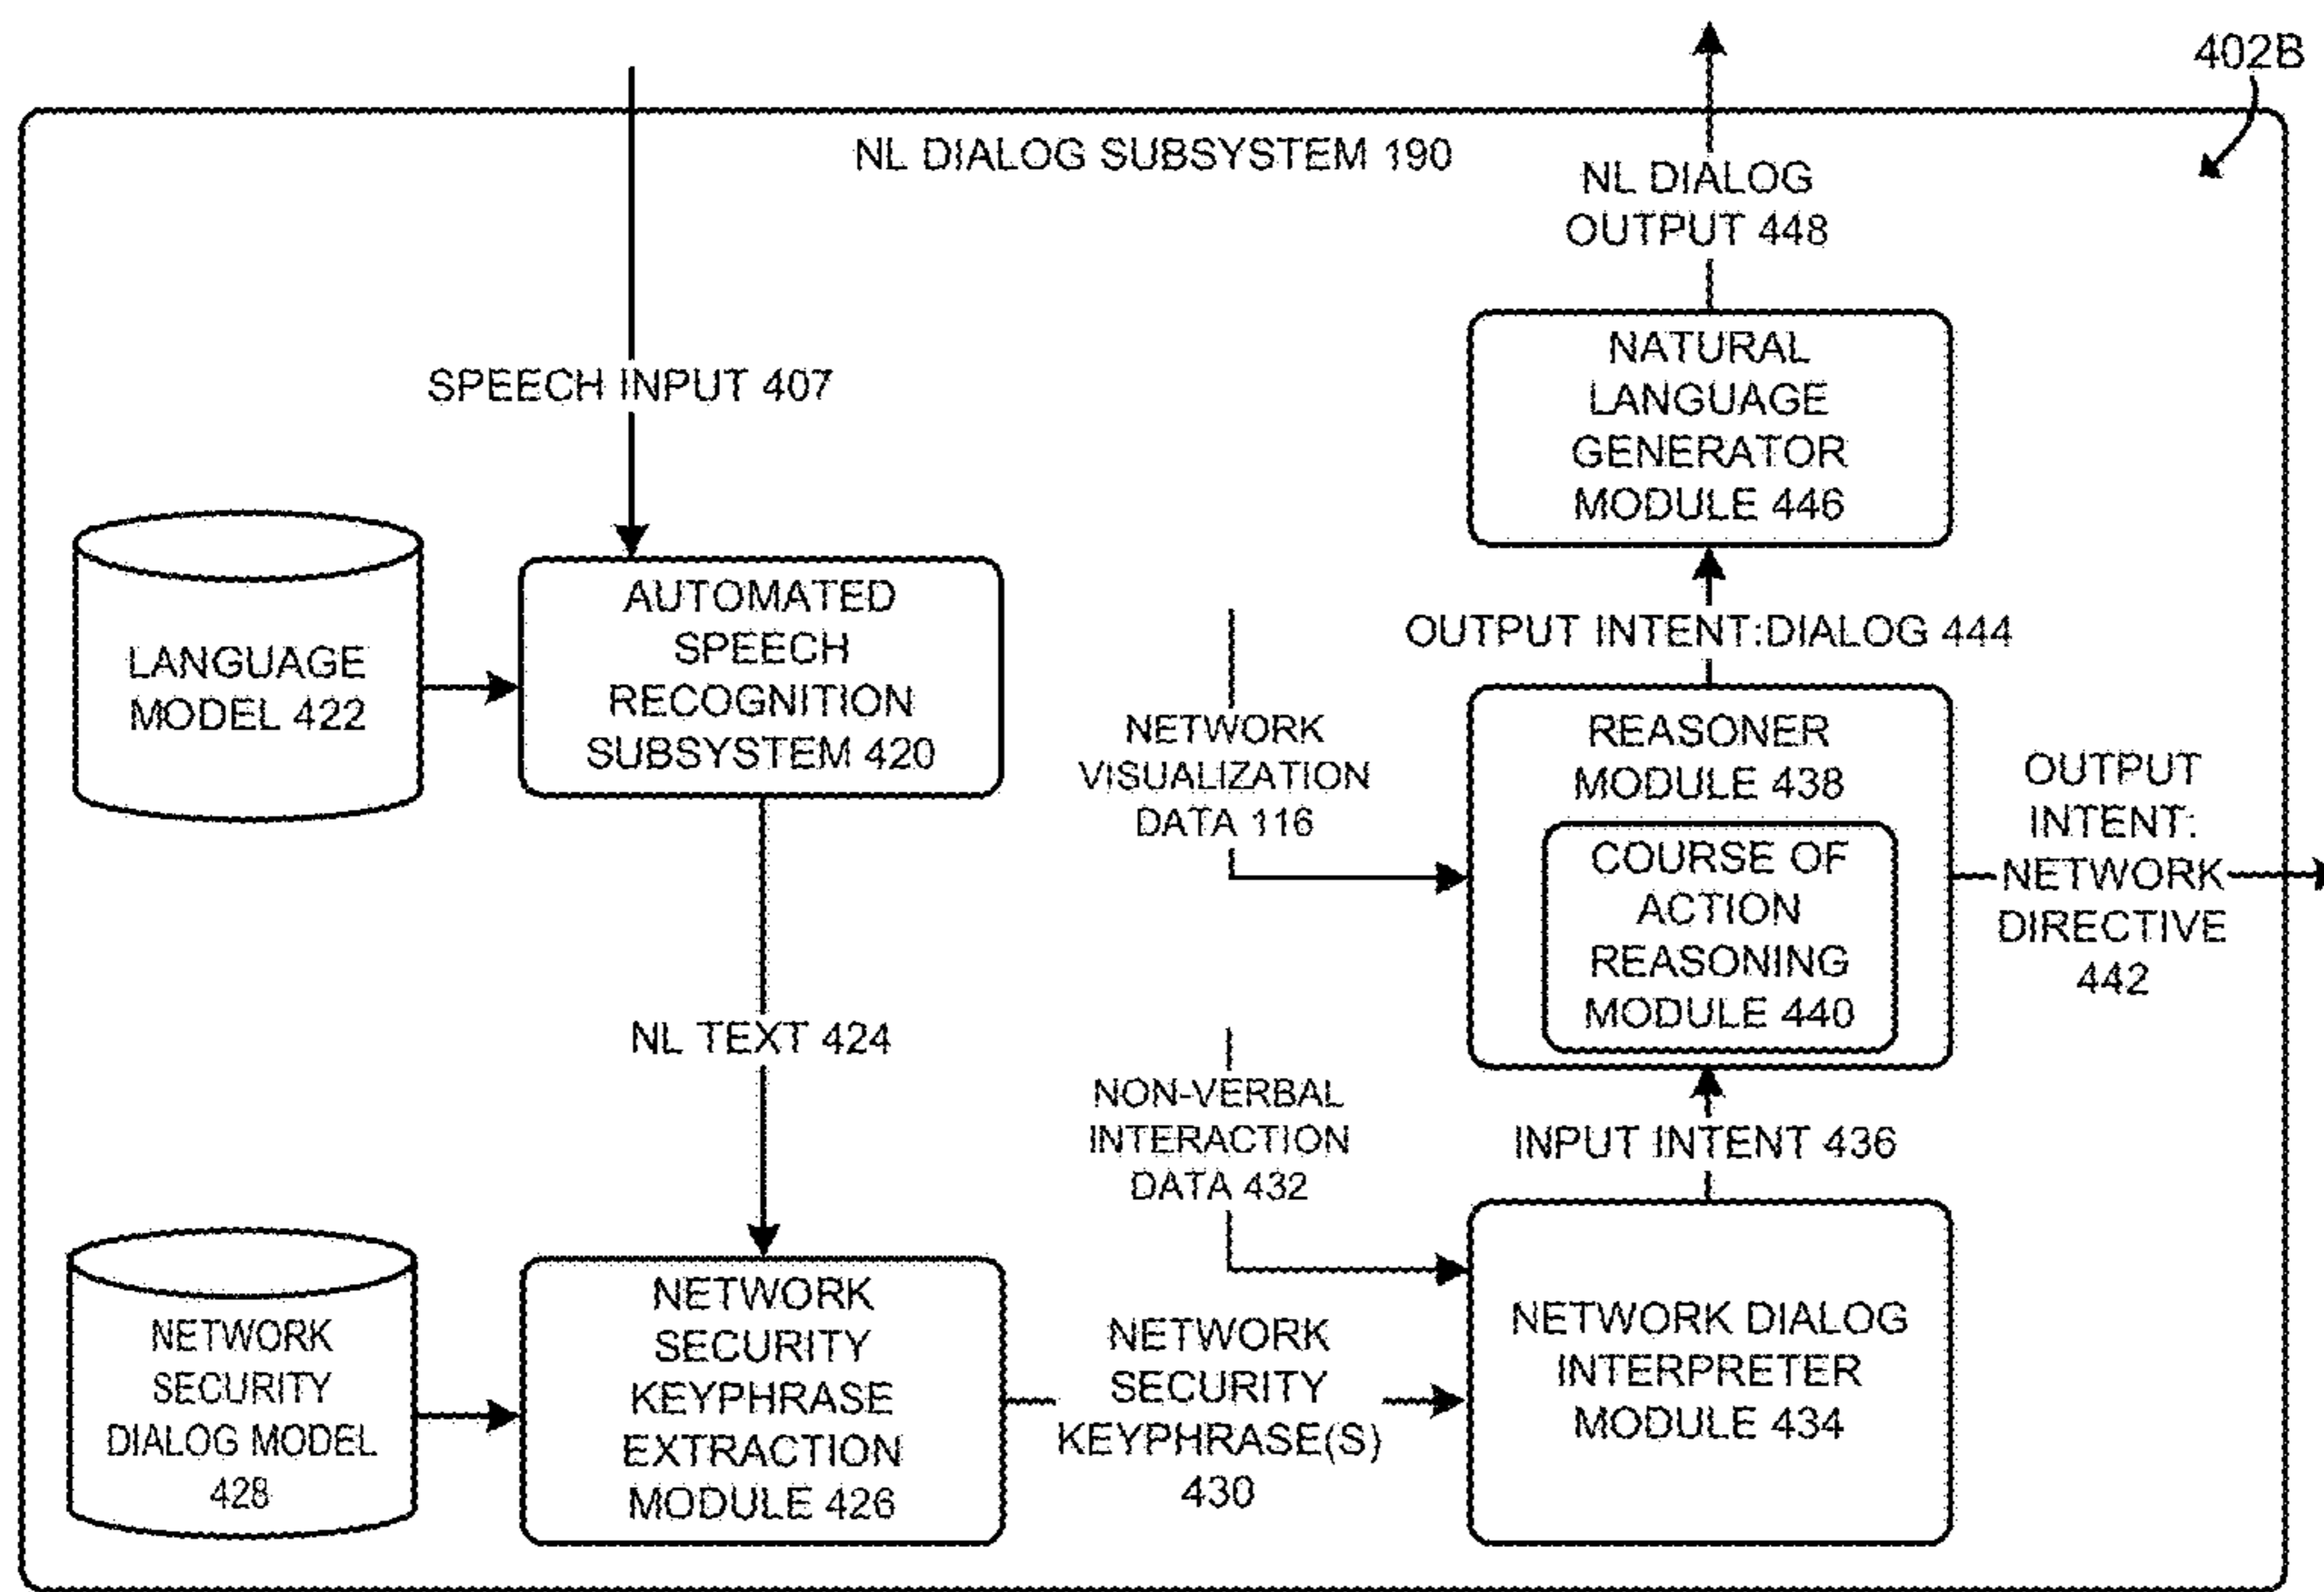 402B
NL DIALOG SUBSYSTEM 190
NL DIALOG
OUTPUT 448
SPEECH INPUT 407
NATURAL
LANGUAGE
GENERATOR
MODULE 446
LANGUAGE
MODEL 422
AUTOMATED
SPEECH
RECOGNITION
SUBSYSTEM 420
OUTPUT INTENT:DIALOG 444
NETWORK
VISUALIZATION
DATA 116
REASONER
MODULE 438
COURSE OF
ACTION
REASONING
MODULE 440
OUTPUT
INTENT:
NETWORK
DIRECTIVE
442
NL TEXT 424
NON-VERBAL
INTERACTION
DATA 432
INPUT INTENT 436
NETWORK
SECURITY
DIALOG MODEL
428
NETWORK
SECURITY
KEYPHRASE
EXTRACTION
MODULE 426
NETWORK
SECURITY
KEYPHRASE(S)
430
NETWORK DIALOG
INTERPRETER
MODULE 434